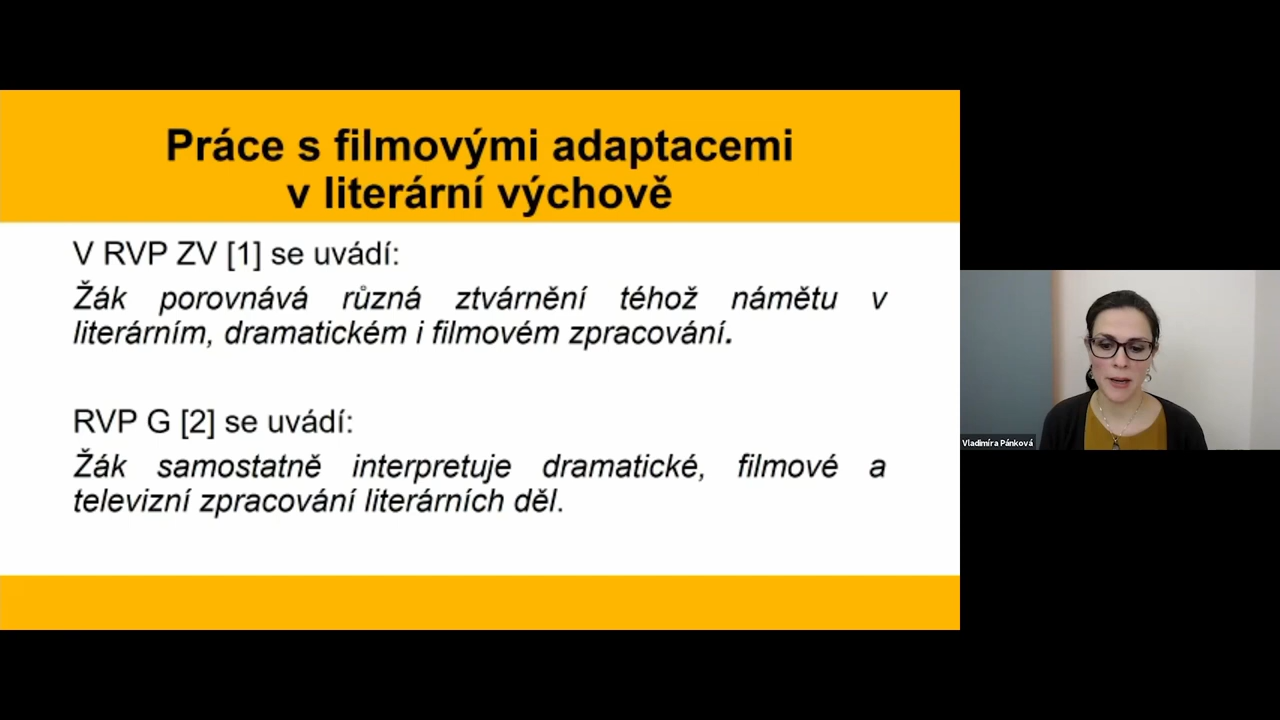 Práce s filmovými adaptacemi
v literární výchově
V RVP ZV [1] se uvádí:
Žák porovnává různá ztvárnění téhož námětu v
literárním, dramatickém i filmovém zpracování.
RVP G [2] se uvádí:
Žák samostatně interpretuje dramatické, filmové a
televizní zpracování literárních děl.
Vladimíra Pánková